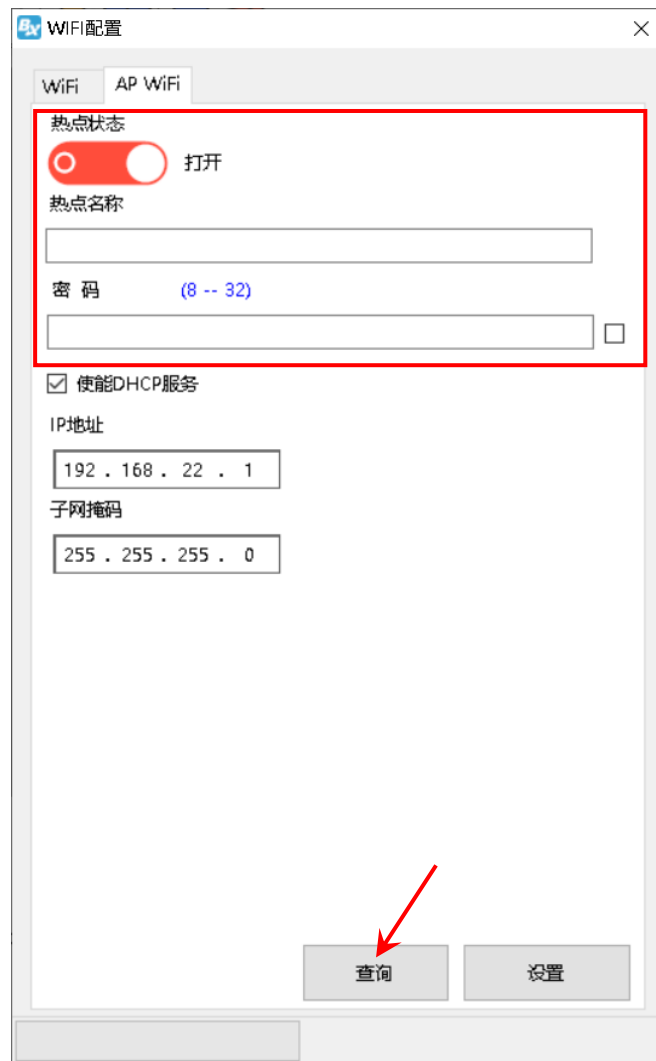 BX WIFI配置
WiFi AP WiFi
热点状态
打开
热点名称
密 码 (8 -- 32)
使能DHCP服务
IP地址
192 . 168 . 22 . 1
子网掩码
255 . 255 . 255 . 0
查询 设置